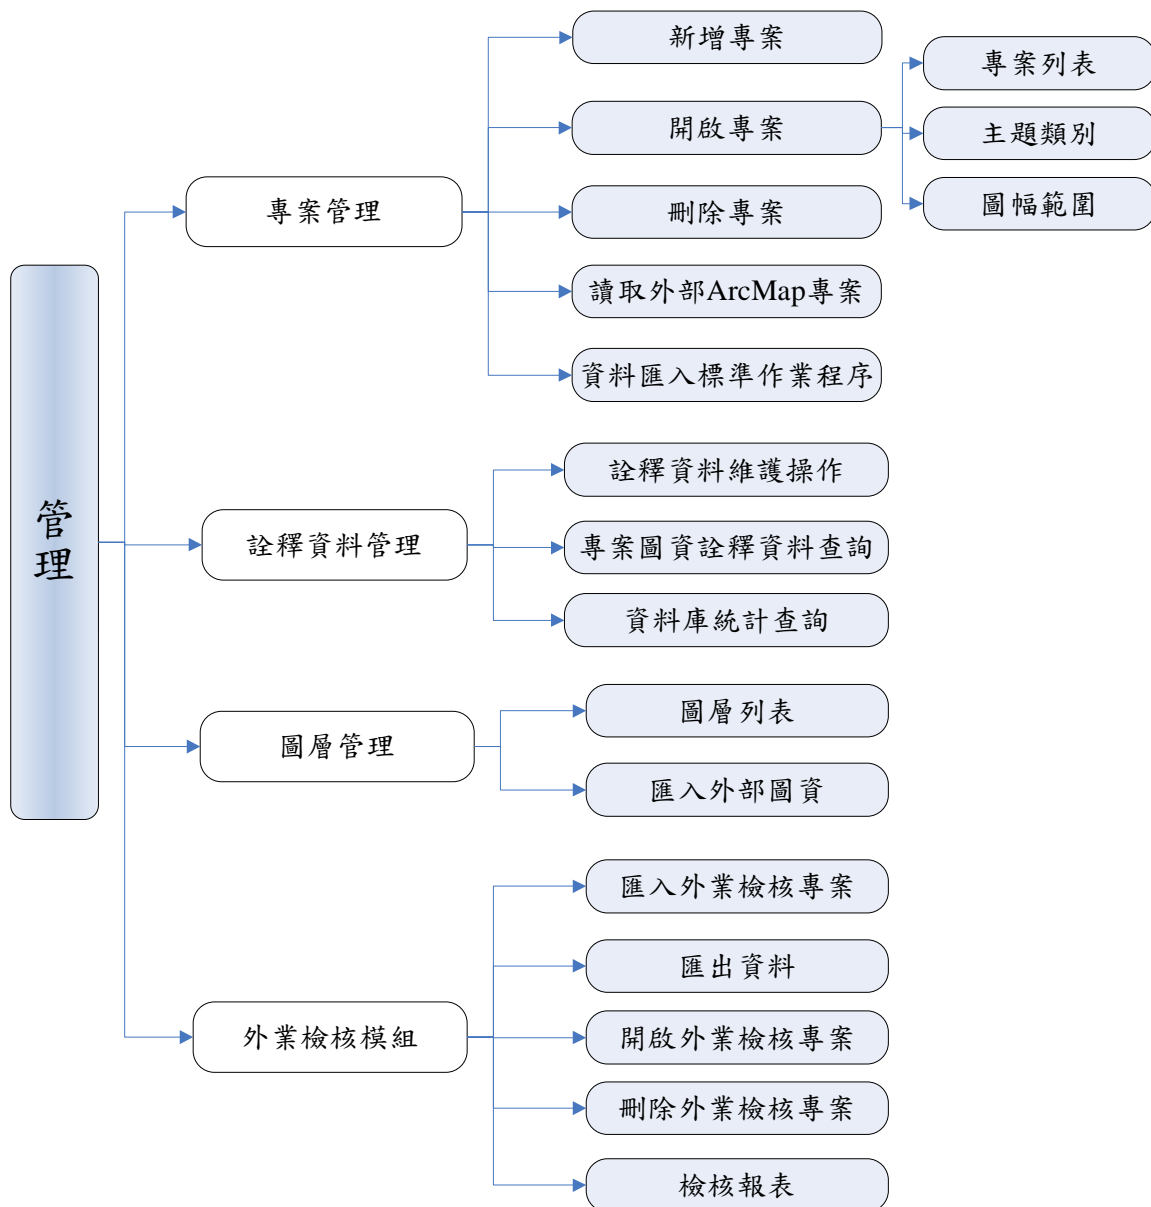 管理
專案管理
新增專案
開啟專案
專案列表
主題類別
圖幅範圍
刪除專案
讀取外部ArcMap專案
資料匯入標準作業程序
詮釋資料管理
詮釋資料維護操作
專案圖資詮釋資料查詢
資料庫統計查詢
圖層管理
圖層列表
匯入外部圖資
外業檢核模組
匯入外業檢核專案
匯出資料
開啟外業檢核專案
刪除外業檢核專案
檢核報表